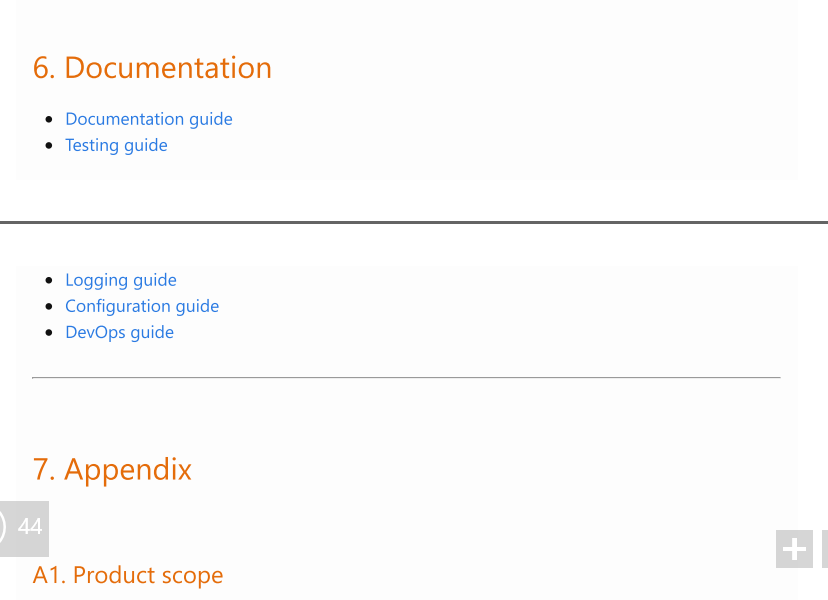 6. Documentation
Documentation guide
Testing guide
Logging guide
Configuration guide
DevOps guide
7. Appendix
44
A1. Product scope